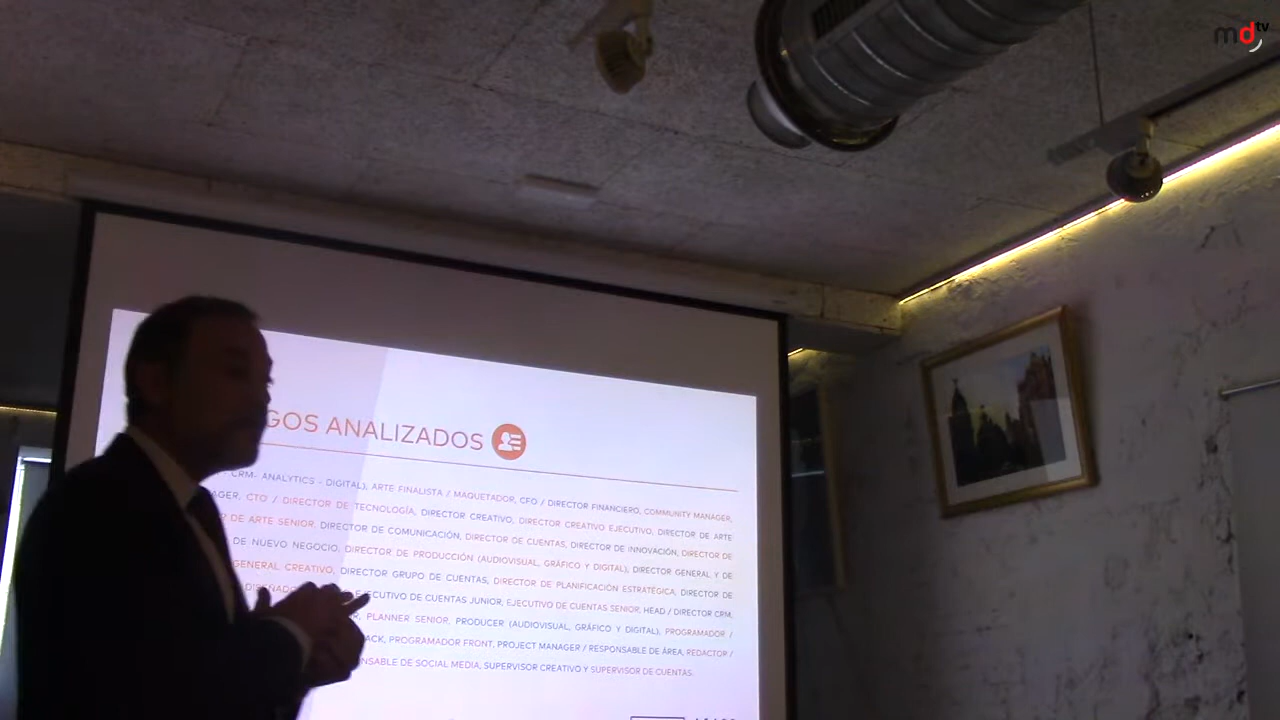 md tv
GOS ANALIZADOS
CRM- ANALYTICS - DIGITAL), ARTE FINALISTA / MAQUETADOR, CFO / DIRECTOR FINANCIERO, COMMUNITY MANAGER,
AGER, CTO / DIRECTOR DE TECNOLOGÍA, DIRECTOR CREATIVO, DIRECTOR CREATIVO EJECUTIVO, DIRECTOR DE ARTE
DE ARTE SENIOR, DIRECTOR DE COMUNICACIÓN, DIRECTOR DE CUENTAS, DIRECTOR DE INNOVACIÓN, DIRECTOR DE
DE NUEVO NEGOCIO, DIRECTOR DE PRODUCCIÓN (AUDIOVISUAL, GRÁFICO Y DIGITAL), DIRECTOR GENERAL Y DE
GENERAL CREATIVO, DIRECTOR GRUPO DE CUENTAS, DIRECTOR DE PLANIFICACIÓN ESTRATÉGICA, DIRECTOR DE
DISEÑADO EJECUTIVO DE CUENTAS JUNIOR, EJECUTIVO DE CUENTAS SENIOR, HEAD / DIRECTOR CRM,
PLANNER SENIOR, PRODUCER (AUDIOVISUAL, GRÁFICO Y DIGITAL), PROGRAMADOR /
ACK, PROGRAMADOR FRONT, PROJECT MANAGER / RESPONSABLE DE ÁREA, REDACTOR /
NSABLE DE SOCIAL MEDIA, SUPERVISOR CREATIVO Y SUPERVISOR DE CUENTAS.